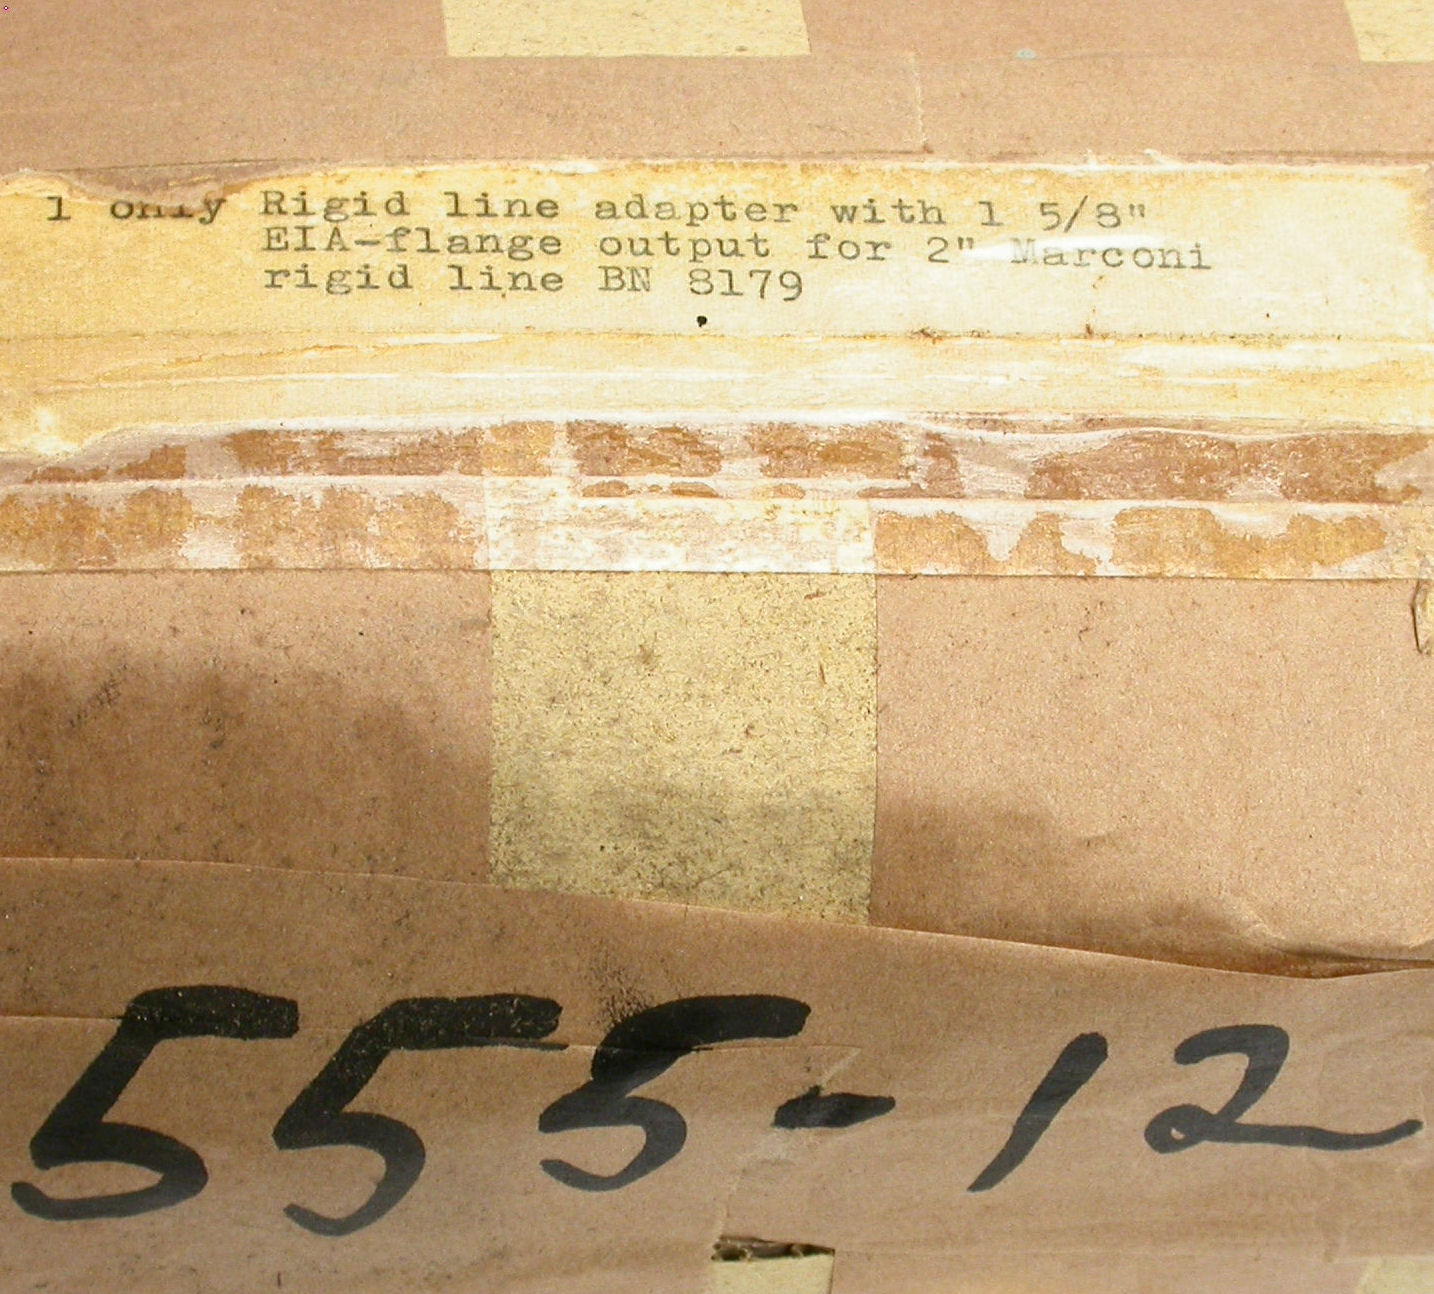 1 only Rigid line adapter with 1 5/8"
EIA-flange output for 2" Marconi
rigid line BN 8179
555-12